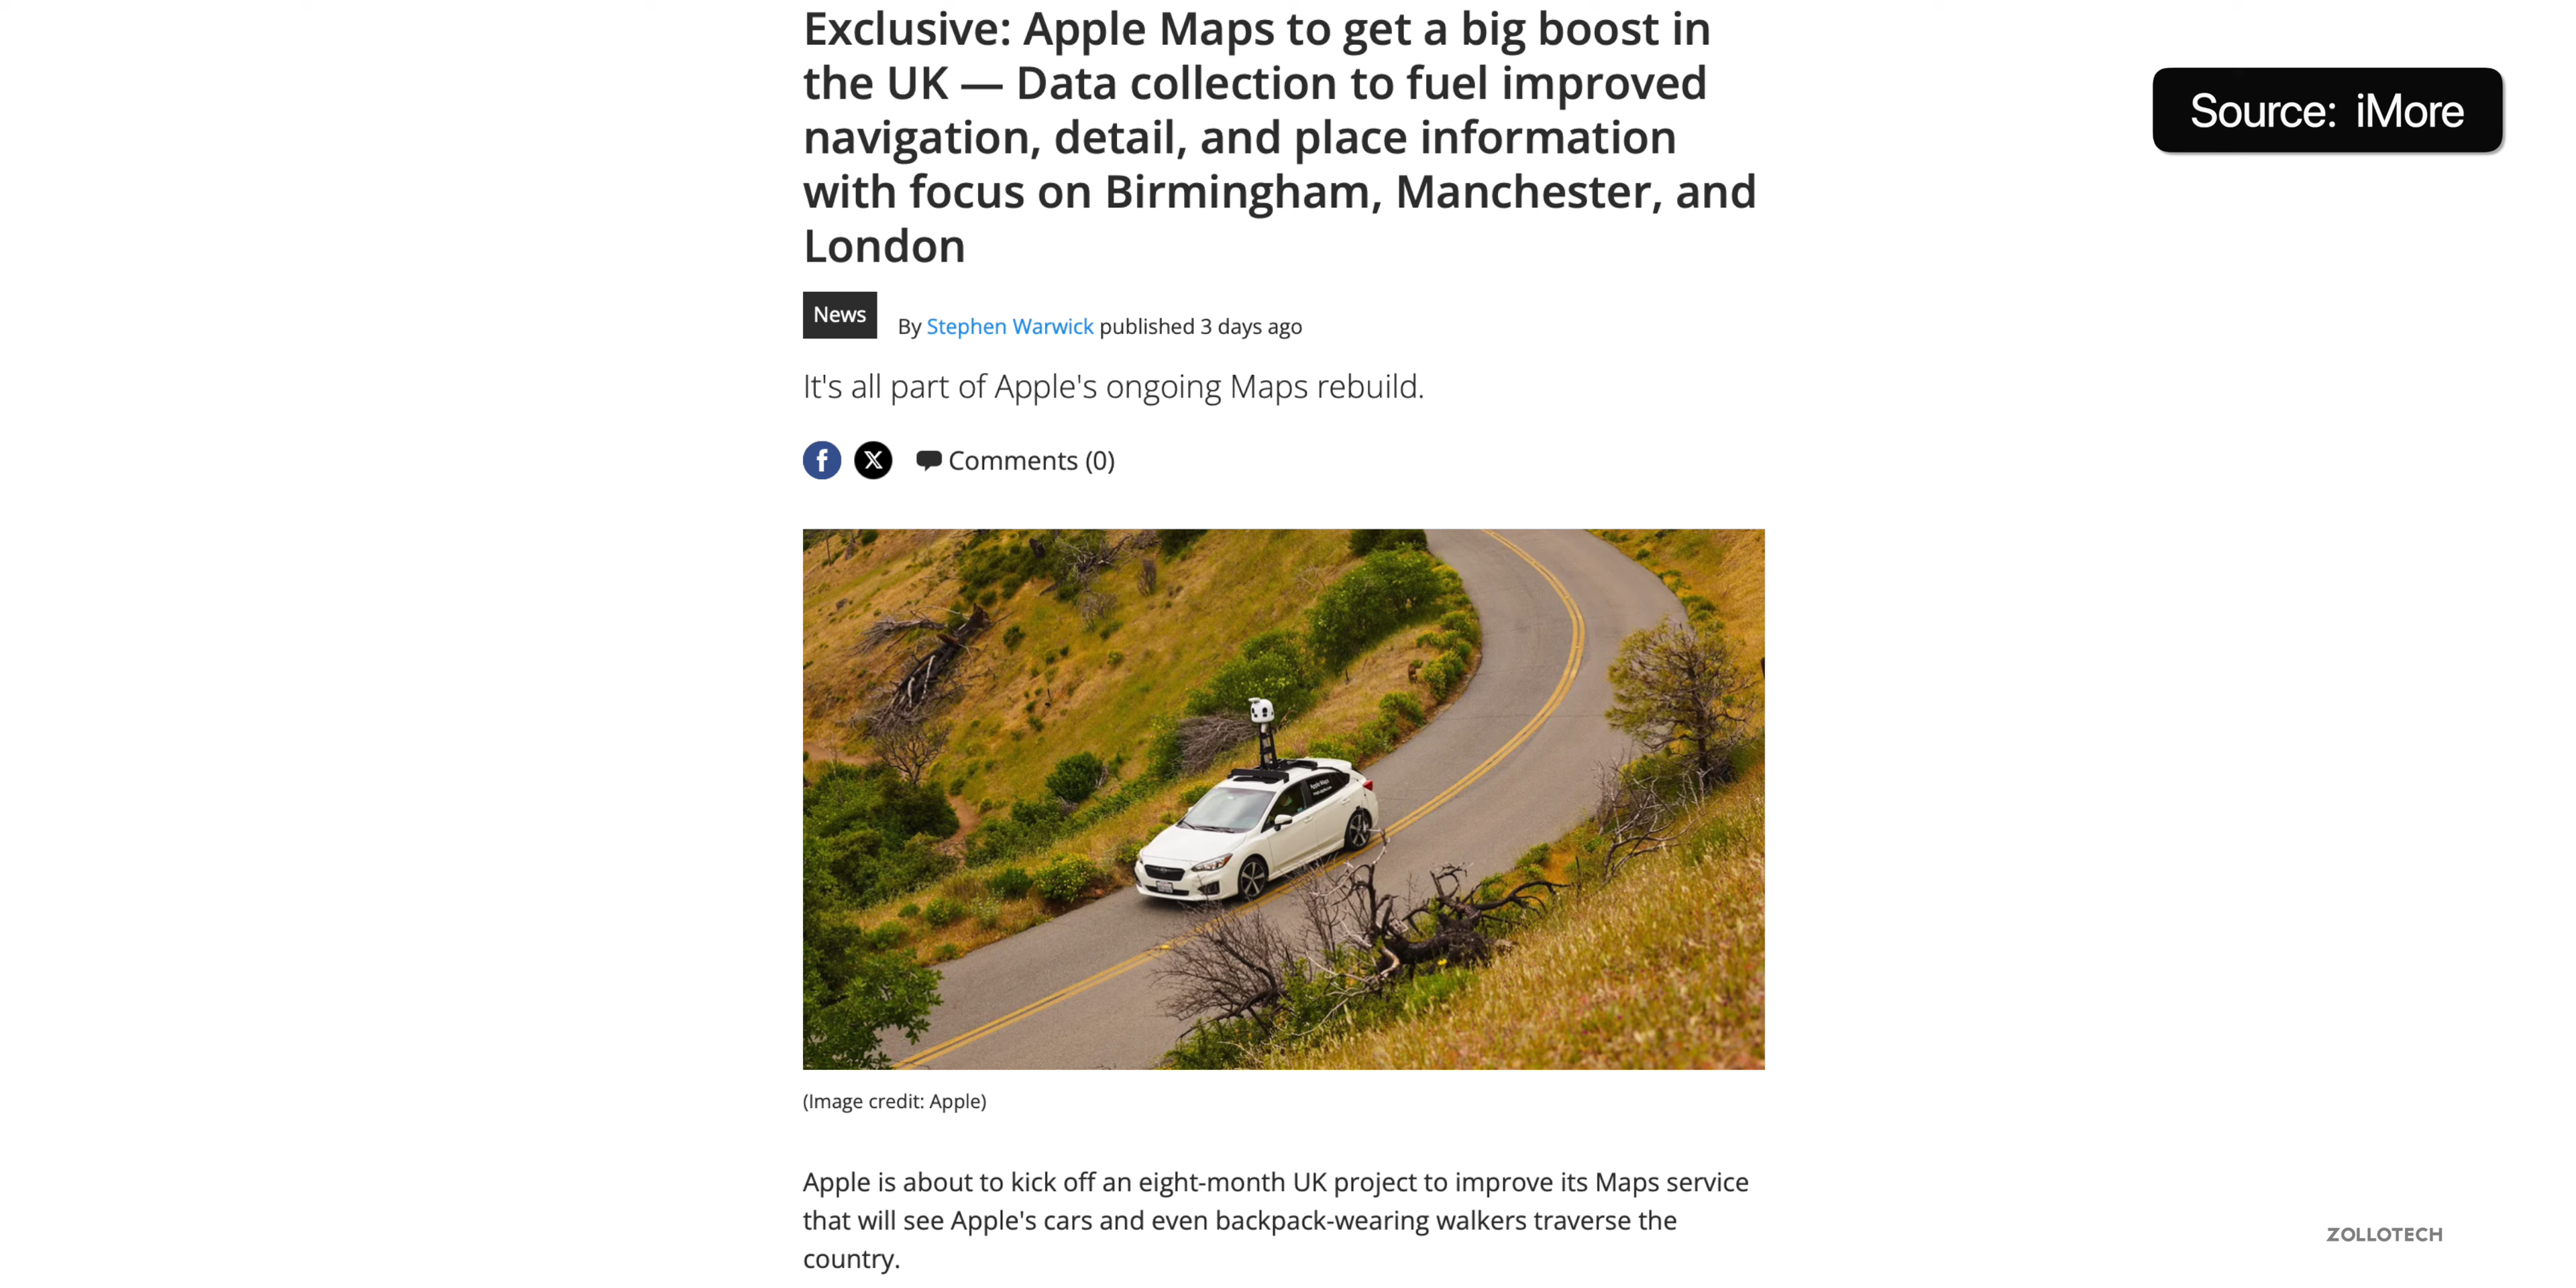 Exclusive: Apple Maps to get a big boost in
the UK — Data collection to fuel improved
navigation, detail, and place information
with focus on Birmingham, Manchester, and
London
Source: iMore
News
By Stephen Warwick published 3 days ago
It's all part of Apple's ongoing Maps rebuild.
Comments (0)
Apple Maps
(Image credit: Apple)
Apple is about to kick off an eight-month UK project to improve its Maps service
that will see Apple's cars and even backpack-wearing walkers traverse the
country.
ZOLLOTECH